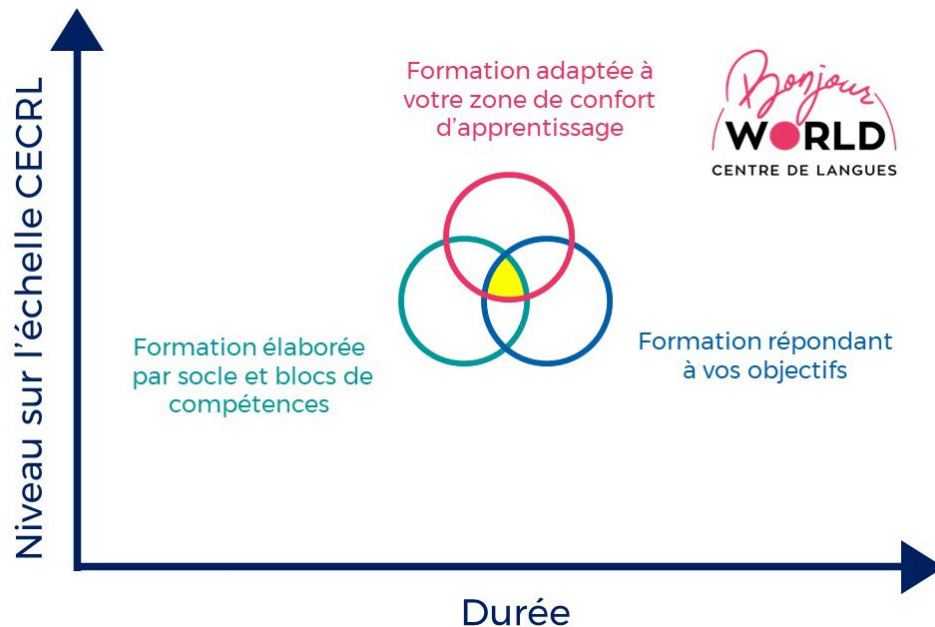 Formation adaptée à
votre zone de confort
d'apprentissage
Bonjour
WORLD
CENTRE DE LANGUES
Niveau sur l'échelle CECRL
Formation élaborée
par socle et blocs de
compétences
Formation répondant
à vos objectifs
Durée